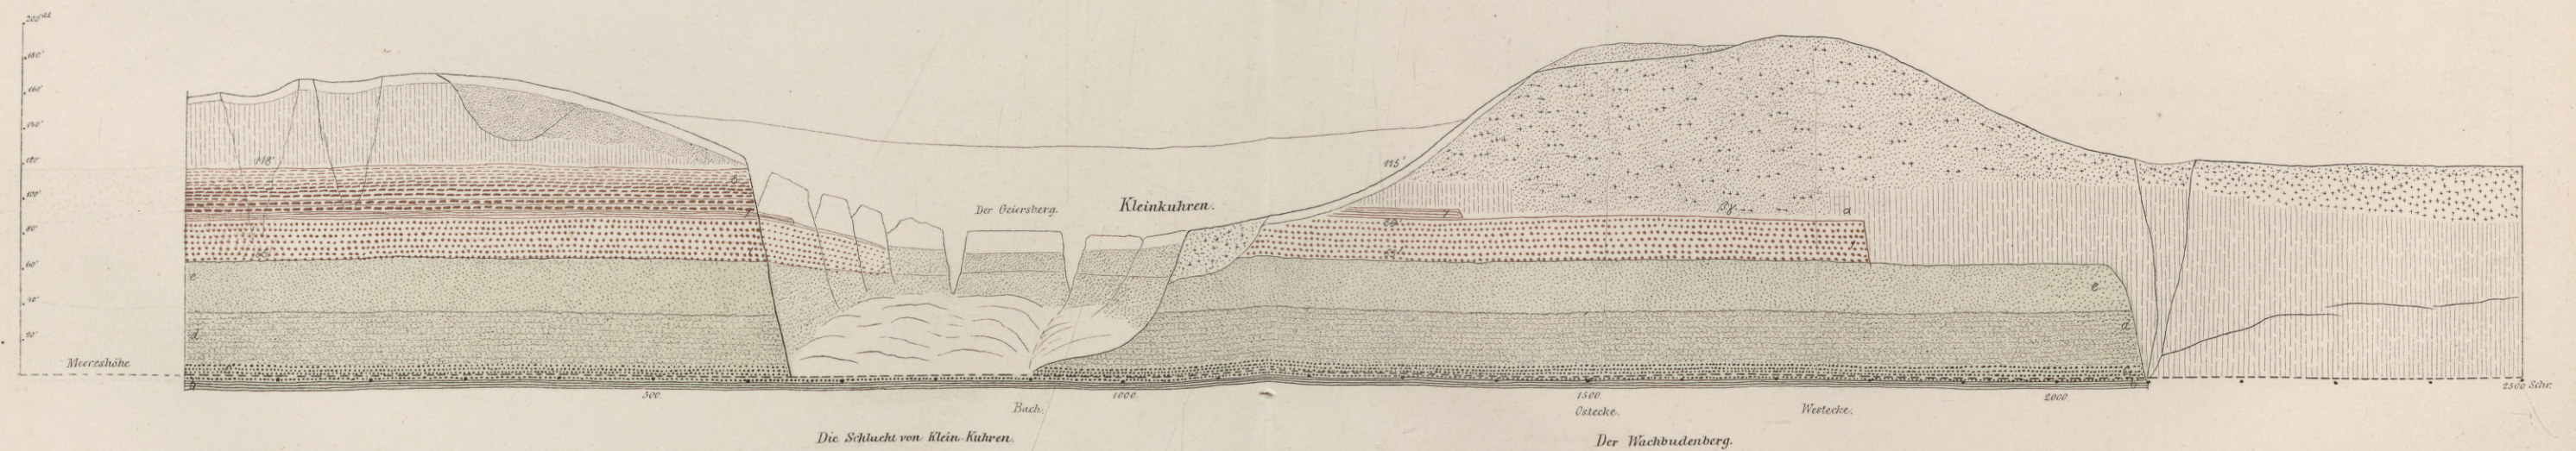 200
180'
160'
140'
120'
100'
80'
60'
40'
20'
Meereshöhe
118'
e
d
Der Geiersberg.
Kleinkuhren.
115'
a
e
d
500.
1000.
1500.
2000.
2500 Schr.
Bach.
Ostecke.
Westecke.
Die Schlucht von Klein-Kuhren.
Der Wachbudenberg.